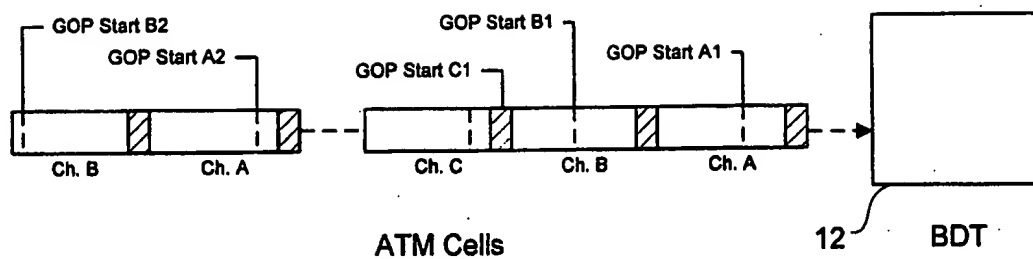 GOP Start B2
GOP Start A2
GOP Start B1
GOP Start C1
GOP Start A1
Ch. B
Ch. A
Ch. C
Ch. B
Ch. A
12
BDT
ATM Cells